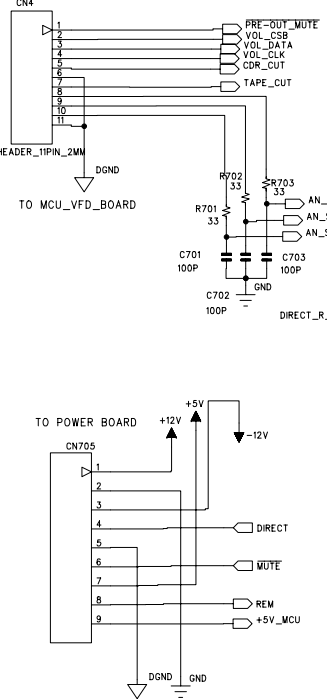 CN4
1
2
3
4
5
6
7
8
9
10
11
PRE-OUT_MUTE
VOL_CSB
VOL_DATA
VOL_CLK
CDR_CUT
TAPE_CUT
HEADER_11PIN_2MM
DGND
TO MCU_VFD_BOARD
R701
33
R702
33
R703
33
AN_
AN_S
AN_S
C701
100P
C702
100P
C703
100P
GND
DIRECT_R_
TO POWER BOARD
CN705
+12V
+5V
-12V
1
2
3
4
5
6
7
8
9
DIRECT
MUTE
REM
+5V_MCU
DGND
GND